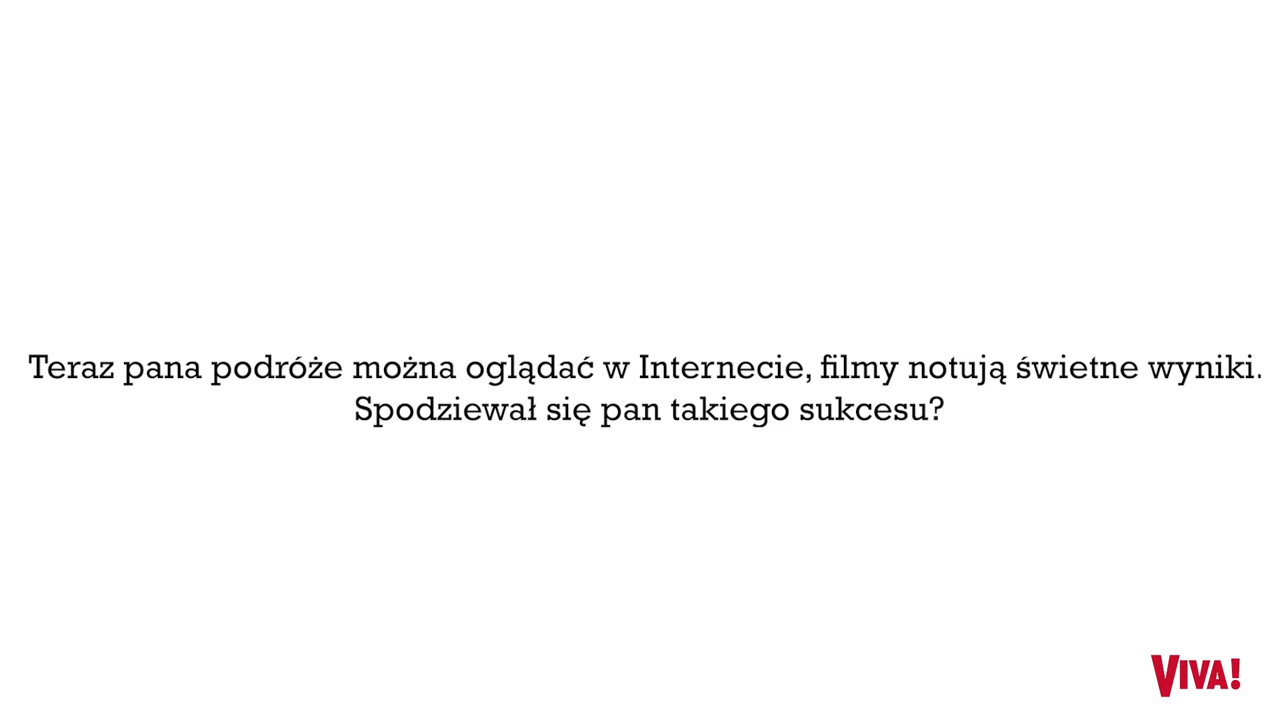 Teraz pana podróże można oglądać w Internecie, filmy notują świetne wyniki.
Spodziewał się pan takiego sukcesu?
VIVA!